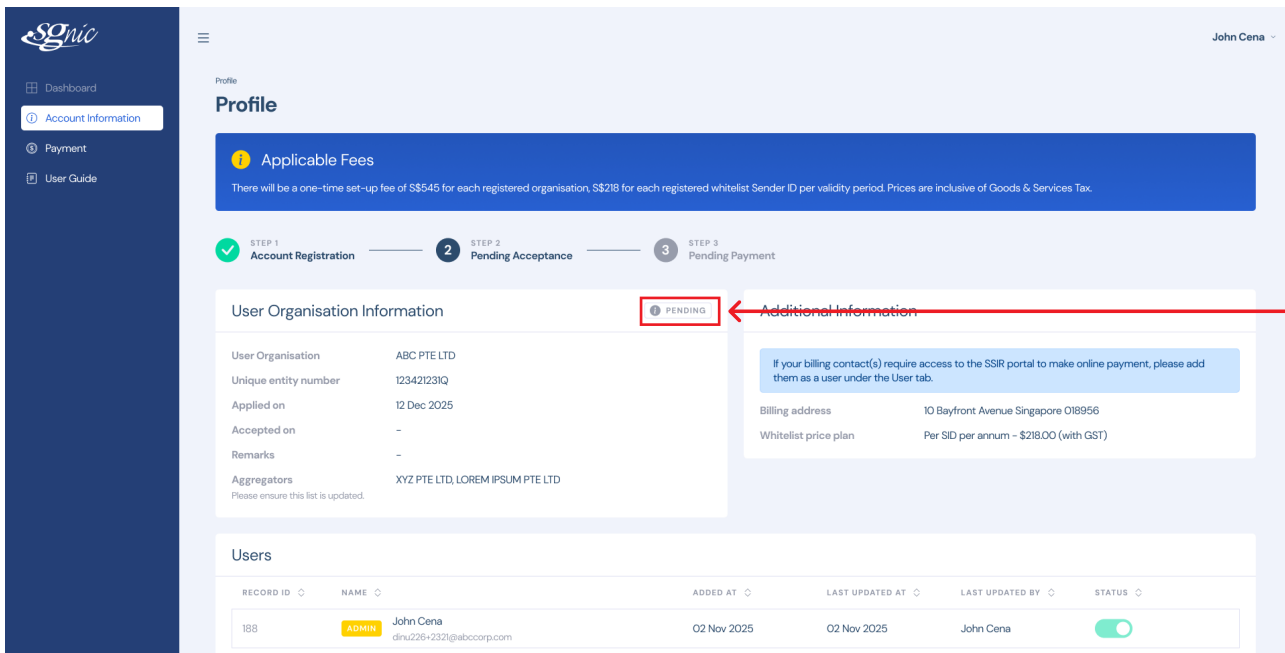 sgnic
John Cena
Dashboard
Account Information
Payment
User Guide
Profile
Profile
Applicable Fees
There will be a one-time set-up fee of S$545 for each registered organisation, S$218 for each registered whitelist Sender ID per validity period. Prices are inclusive of Goods & Services Tax.
STEP 1
Account Registration
2
STEP 2
Pending Acceptance
3
STEP 3
Pending Payment
User Organisation Information
PENDING
User Organisation ABC PTE LTD
Unique entity number 123421231Q
Applied on 12 Dec 2025
Accepted on -
Remarks -
Aggregators XYZ PTE LTD, LOREM IPSUM PTE LTD
Please ensure this list is updated.
Additional Information
If your billing contact(s) require access to the SSIR portal to make online payment, please add
them as a user under the User tab.
Billing address 10 Bayfront Avenue Singapore 018956
Whitelist price plan Per SID per annum - $218.00 (with GST)
Users
RECORD ID NAME ADDED AT LAST UPDATED AT LAST UPDATED BY STATUS
188 ADMIN John Cena 02 Nov 2025 02 Nov 2025 John Cena
dinu226+2321@abccorp.com